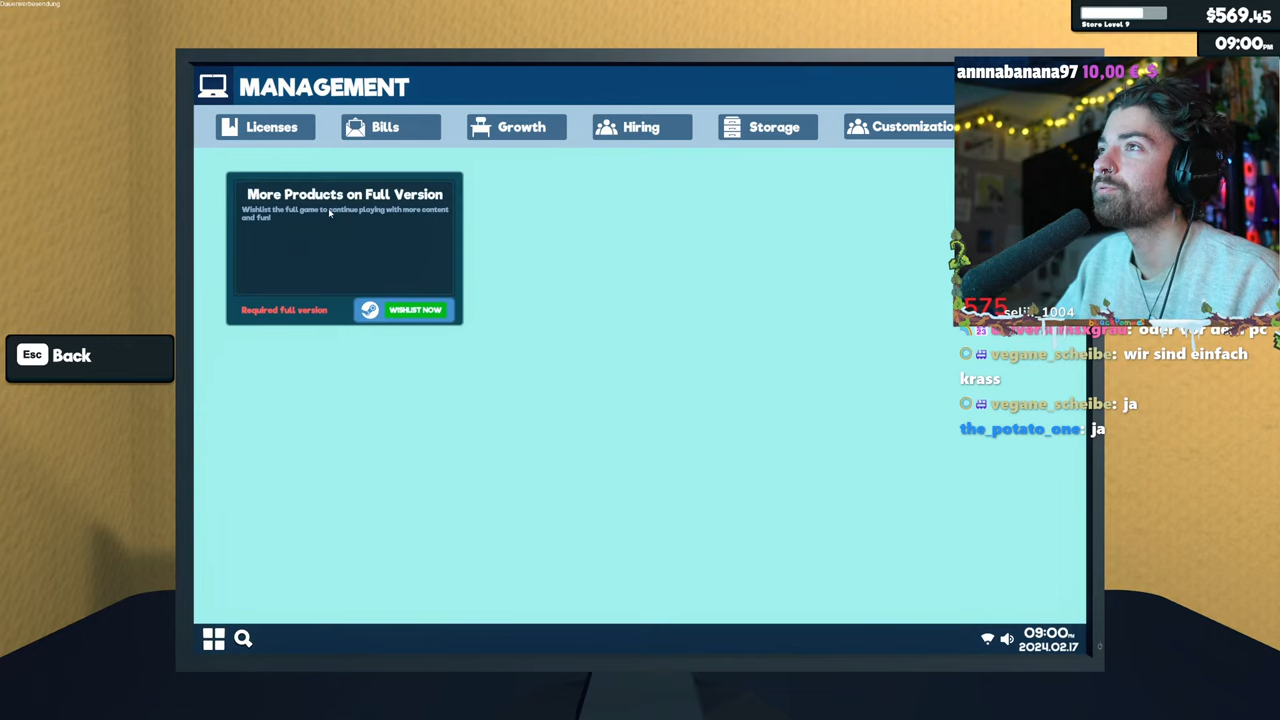 Dauerwerbesendung
$569.45
Store Level 9
09:00PM
MANAGEMENT
Licenses
Bills
Growth
Hiring
Storage
Customizatio
annnabanana97 10,00 € $
More Products on Full Version
Wishlist the full game to continue playing with more content
and fun!
Required full version
WISHLIST NOW
Esc Back
575
vegane_scheibe: wir sind einfach
krass
vegane_scheibe: ja
the_potato_one: ja
09:00PM
2024.02.17